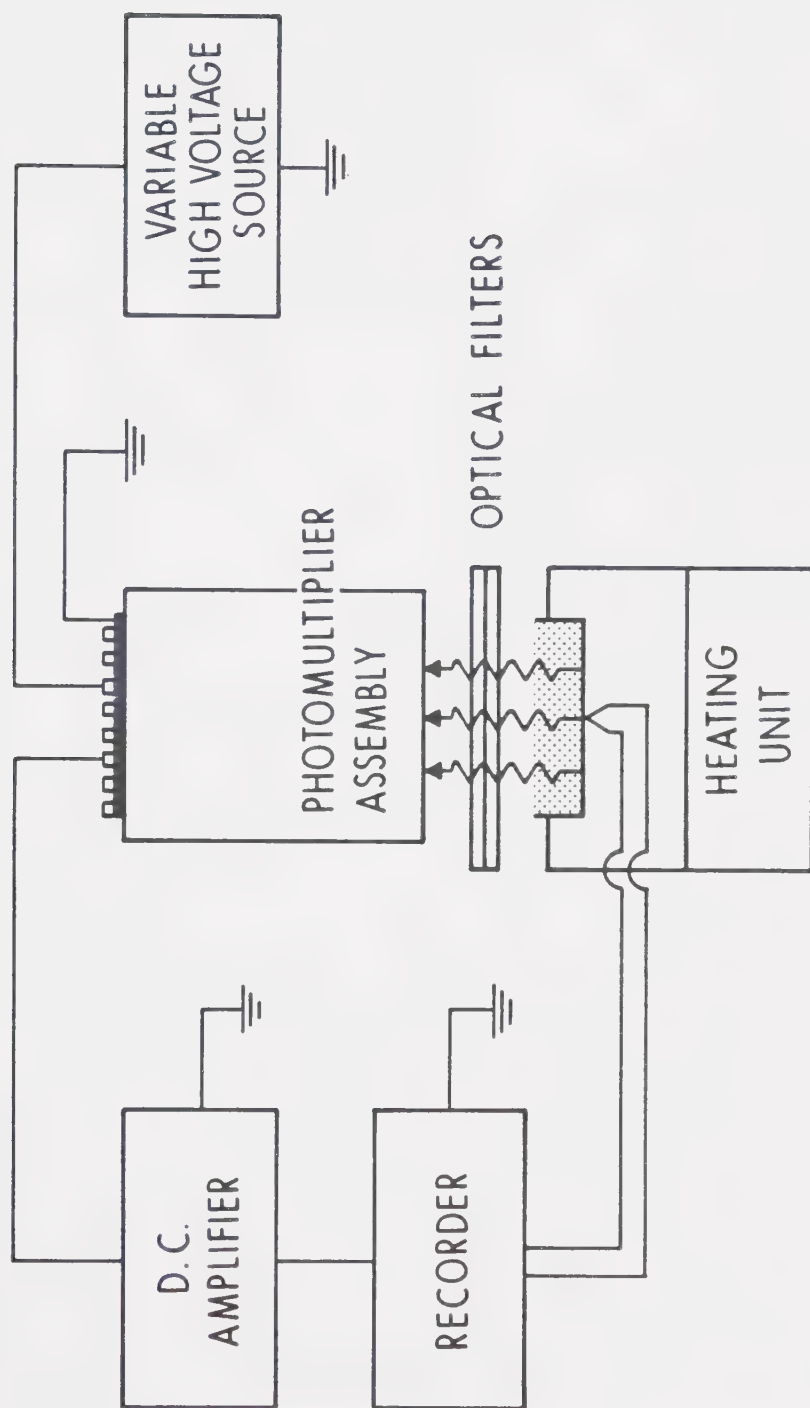 VARIABLE
HIGH VOLTAGE
SOURCE
PHOTOMULTIPLIER
ASSEMBLY
OPTICAL FILTERS
D.C.
AMPLIFIER
RECORDER
HEATING
UNIT